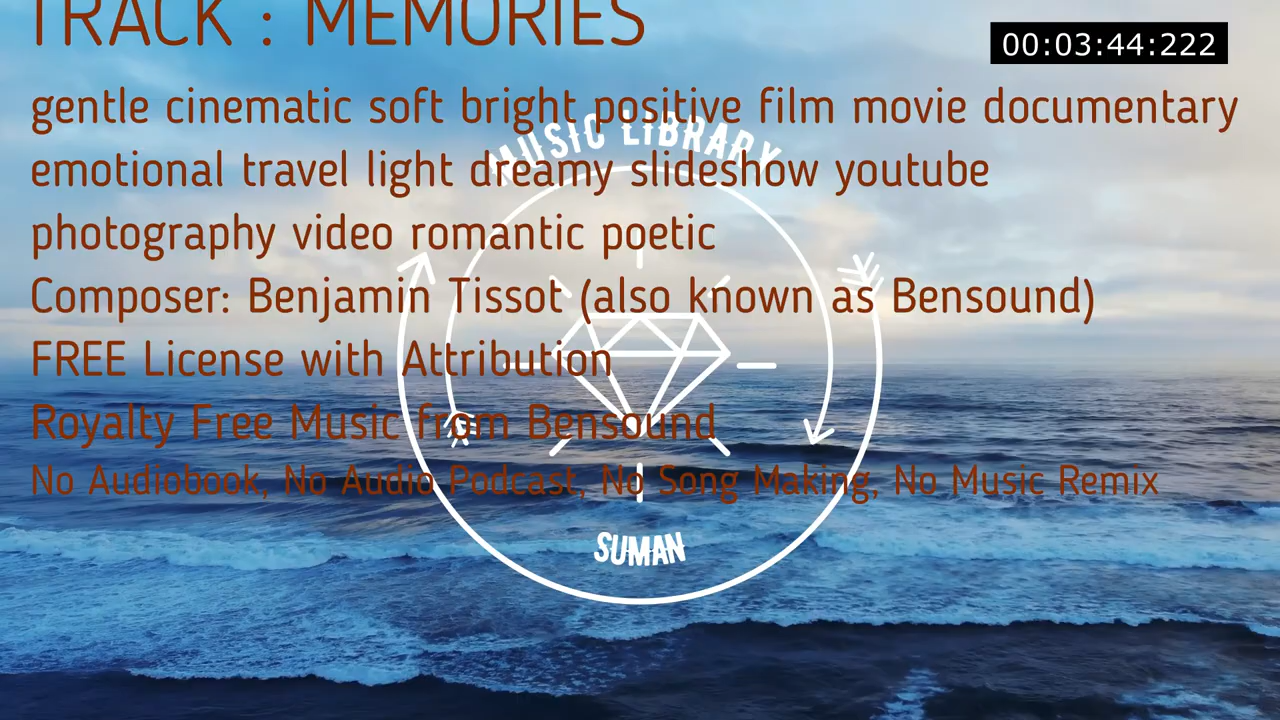 TRACK : MEMORIES
00:03:44:222
gentle cinematic soft bright positive film movie documentary
emotional travel light dreamy slideshow youtube
photography video romantic poetic
Composer: Benjamin Tissot (also known as Bensound)
FREE License with Attribution
Royalty Free Music from Bensound
No Audiobook, No Audio Podcast, No Song Making, No Music Remix
MUSIC LIBRARY
SUMAN